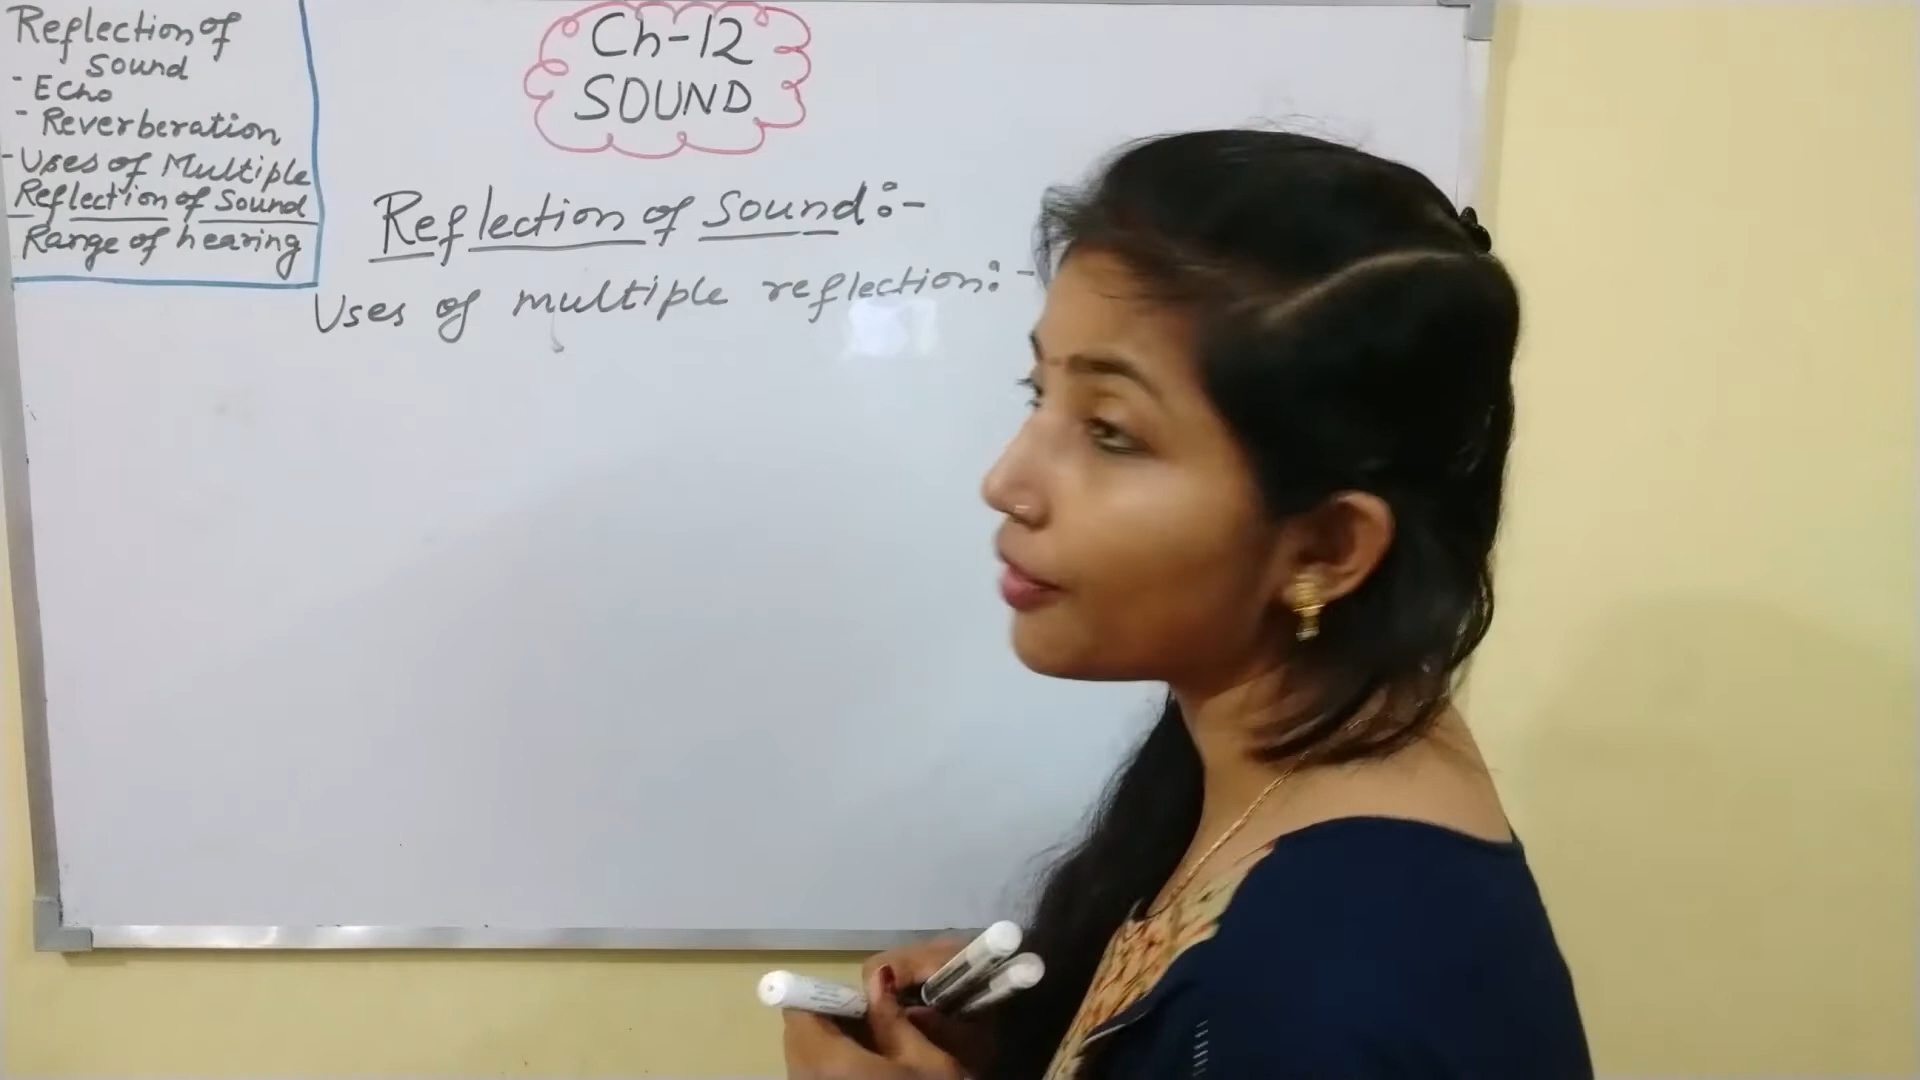 Reflection of
Sound
- Echo
- Reverberation
- Uses of Multiple
Reflection of Sound
Range of hearing
Ch-12
SOUND
Reflection of Sound:-
Uses of multiple reflection:-